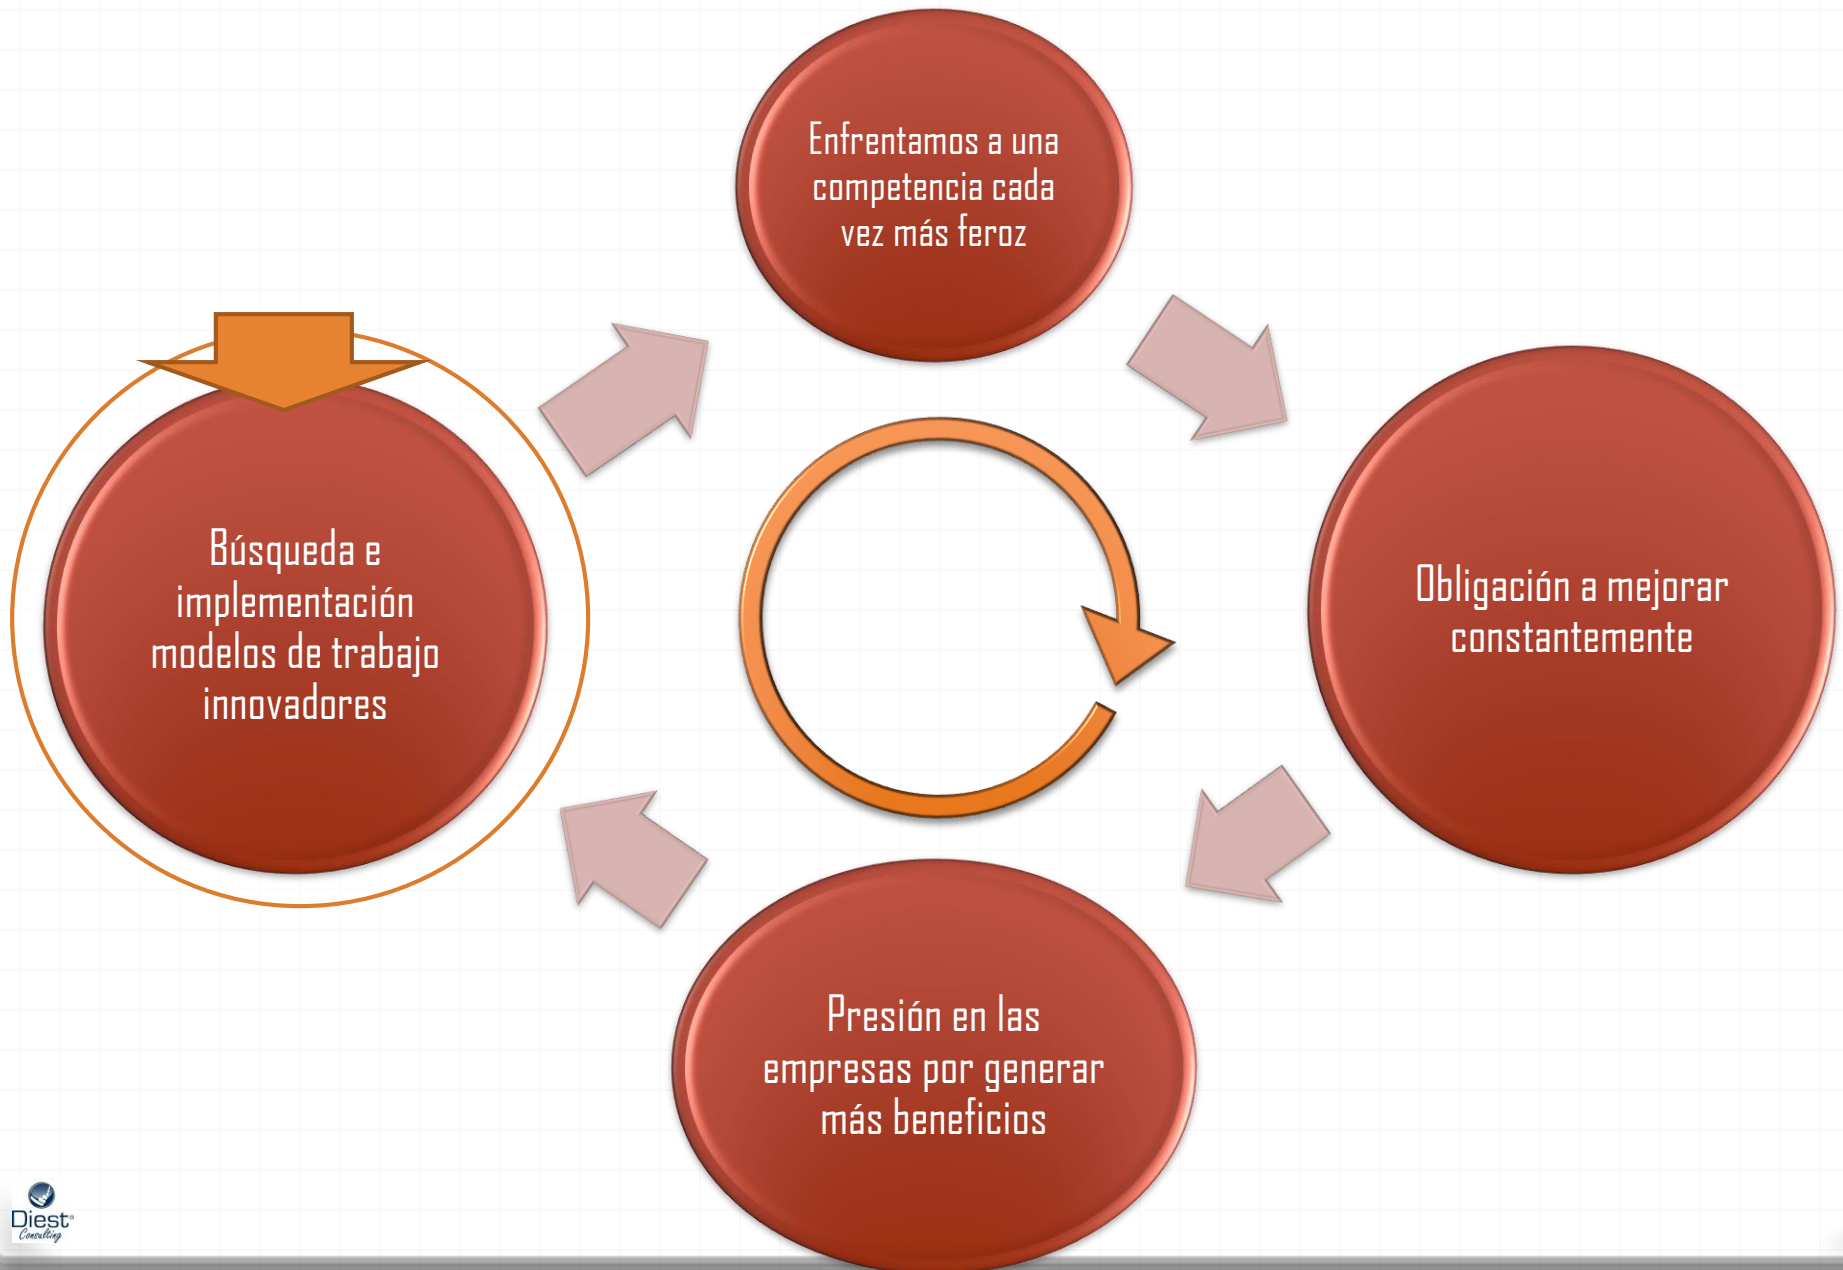 Enfrentamos a una
competencia cada
vez más feroz
Obligación a mejorar
constantemente
Presión en las
empresas por generar
más beneficios
Búsqueda e
implementación
modelos de trabajo
innovadores
Diest®
Consulting